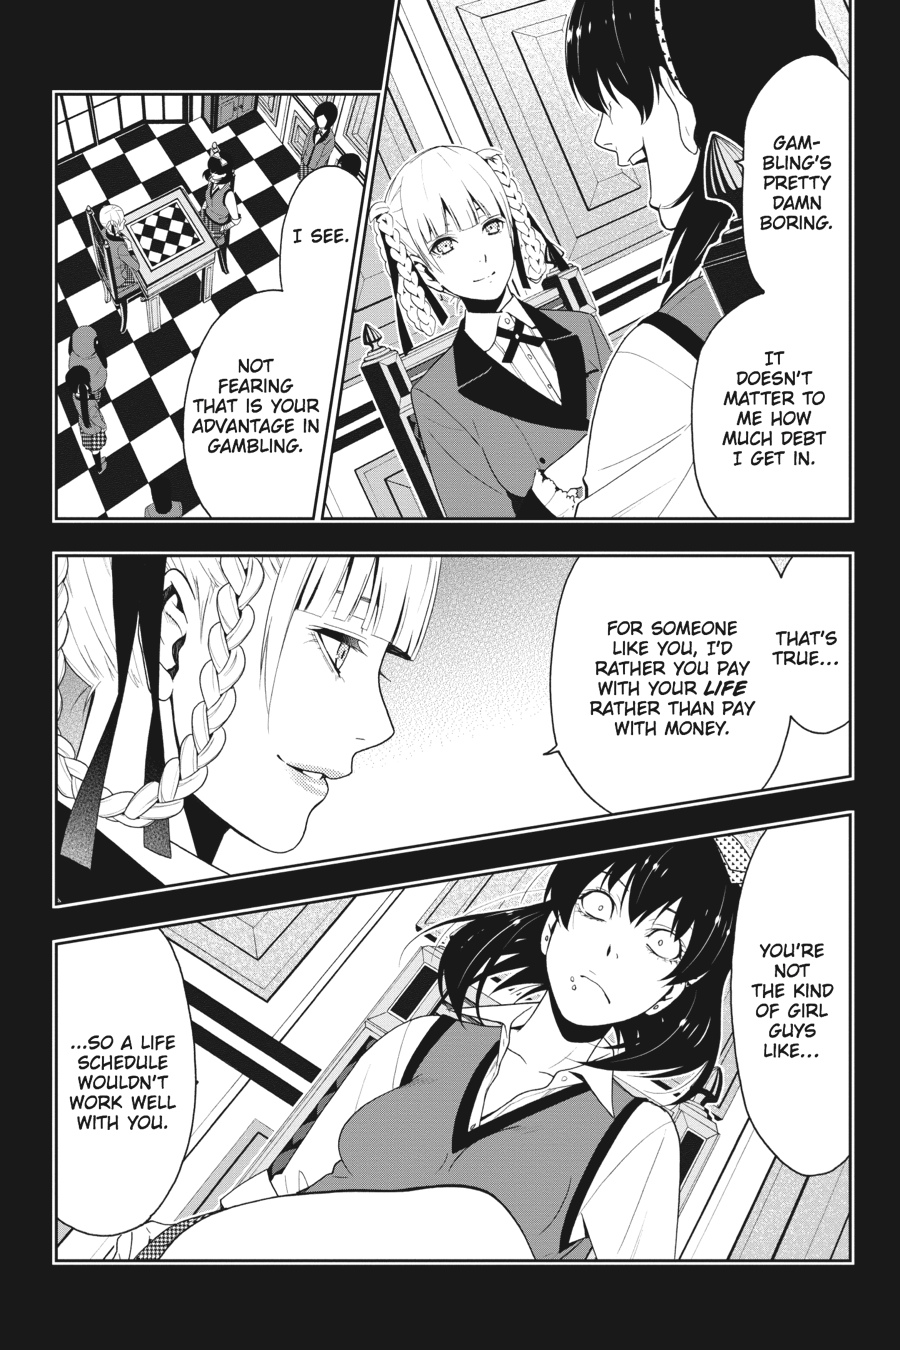 GAM-
BLING'S
PRETTY
DAMN
BORING.
IT
DOESN'T
MATTER TO
ME HOW
MUCH DEBT
I GET IN.
I SEE.
NOT
FEARING
THAT IS YOUR
ADVANTAGE IN
GAMBLING.
THAT'S
TRUE...
FOR SOMEONE
LIKE YOU, I'D
RATHER YOU PAY
WITH YOUR LIFE
RATHER THAN PAY
WITH MONEY.
YOU'RE
NOT
THE KIND
OF GIRL
GUYS
LIKE...
...SO A LIFE
SCHEDULE
WOULDN'T
WORK WELL
WITH YOU.